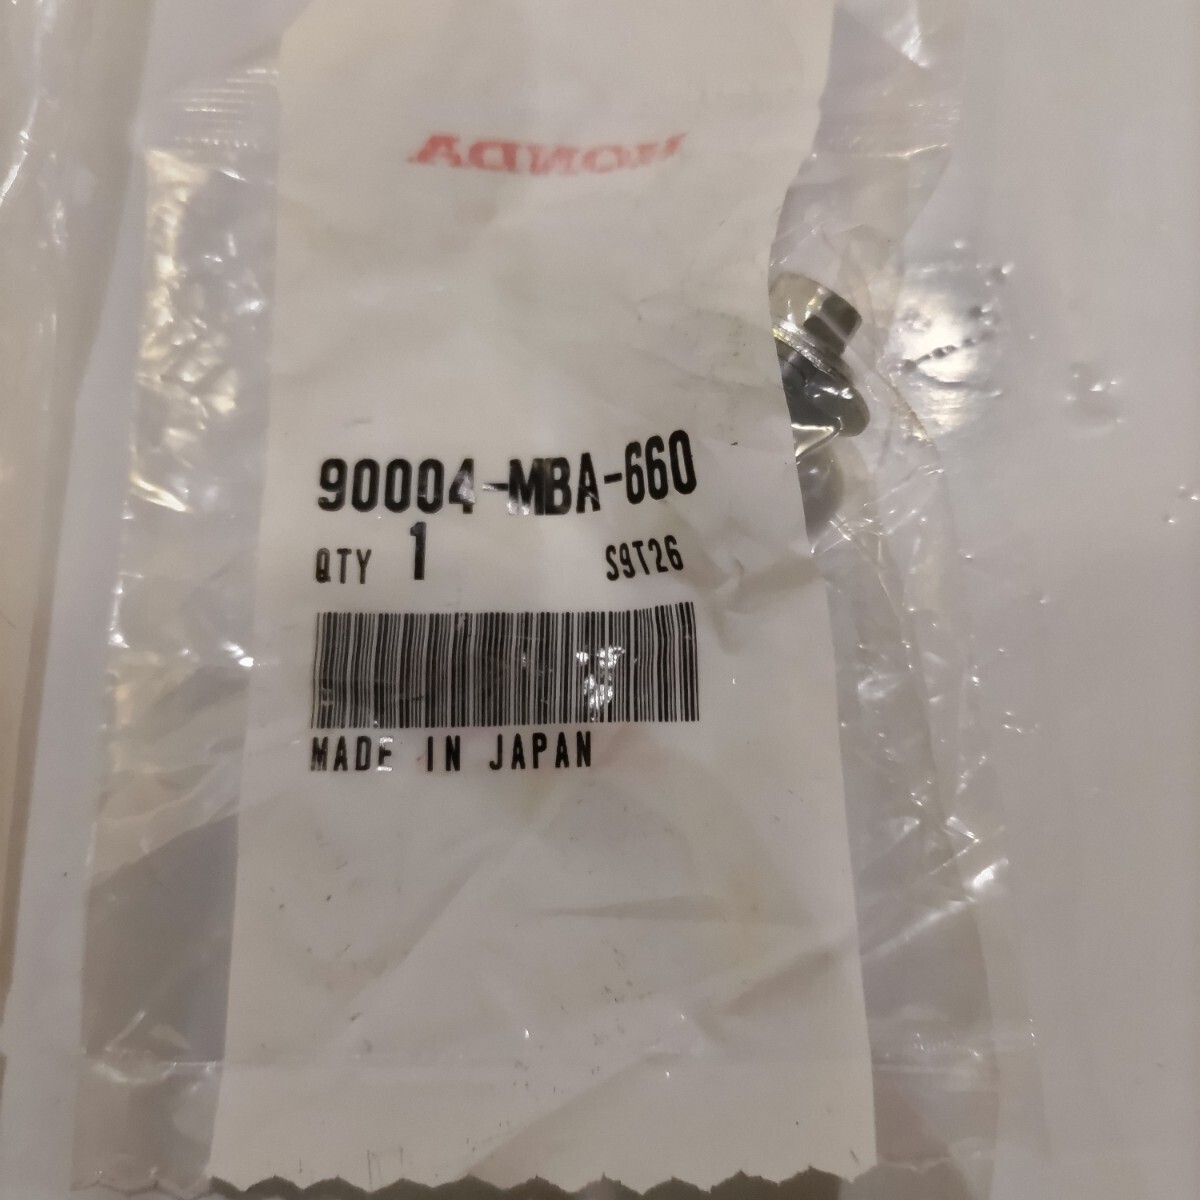 HONDA
90004-MBA-660
QTY 1 S9T26
MADE IN JAPAN